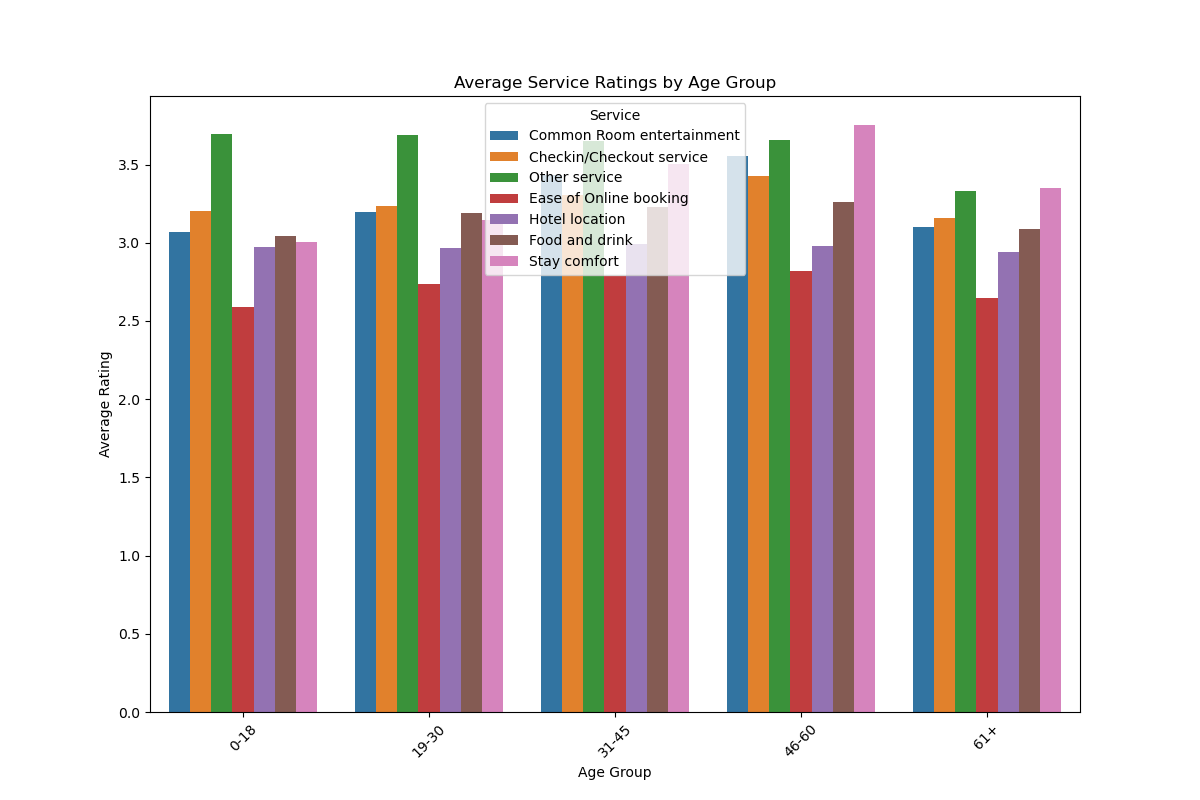 Average Service Ratings by Age Group
Service
Common Room entertainment
Checkin/Checkout service
Other service
Ease of Online booking
Hotel location
Food and drink
Stay comfort
Average Rating
3.5
3.0
2.5
2.0
1.5
1.0
0.5
0.0
0-18
19-30
31-45
46-60
61+
Age Group